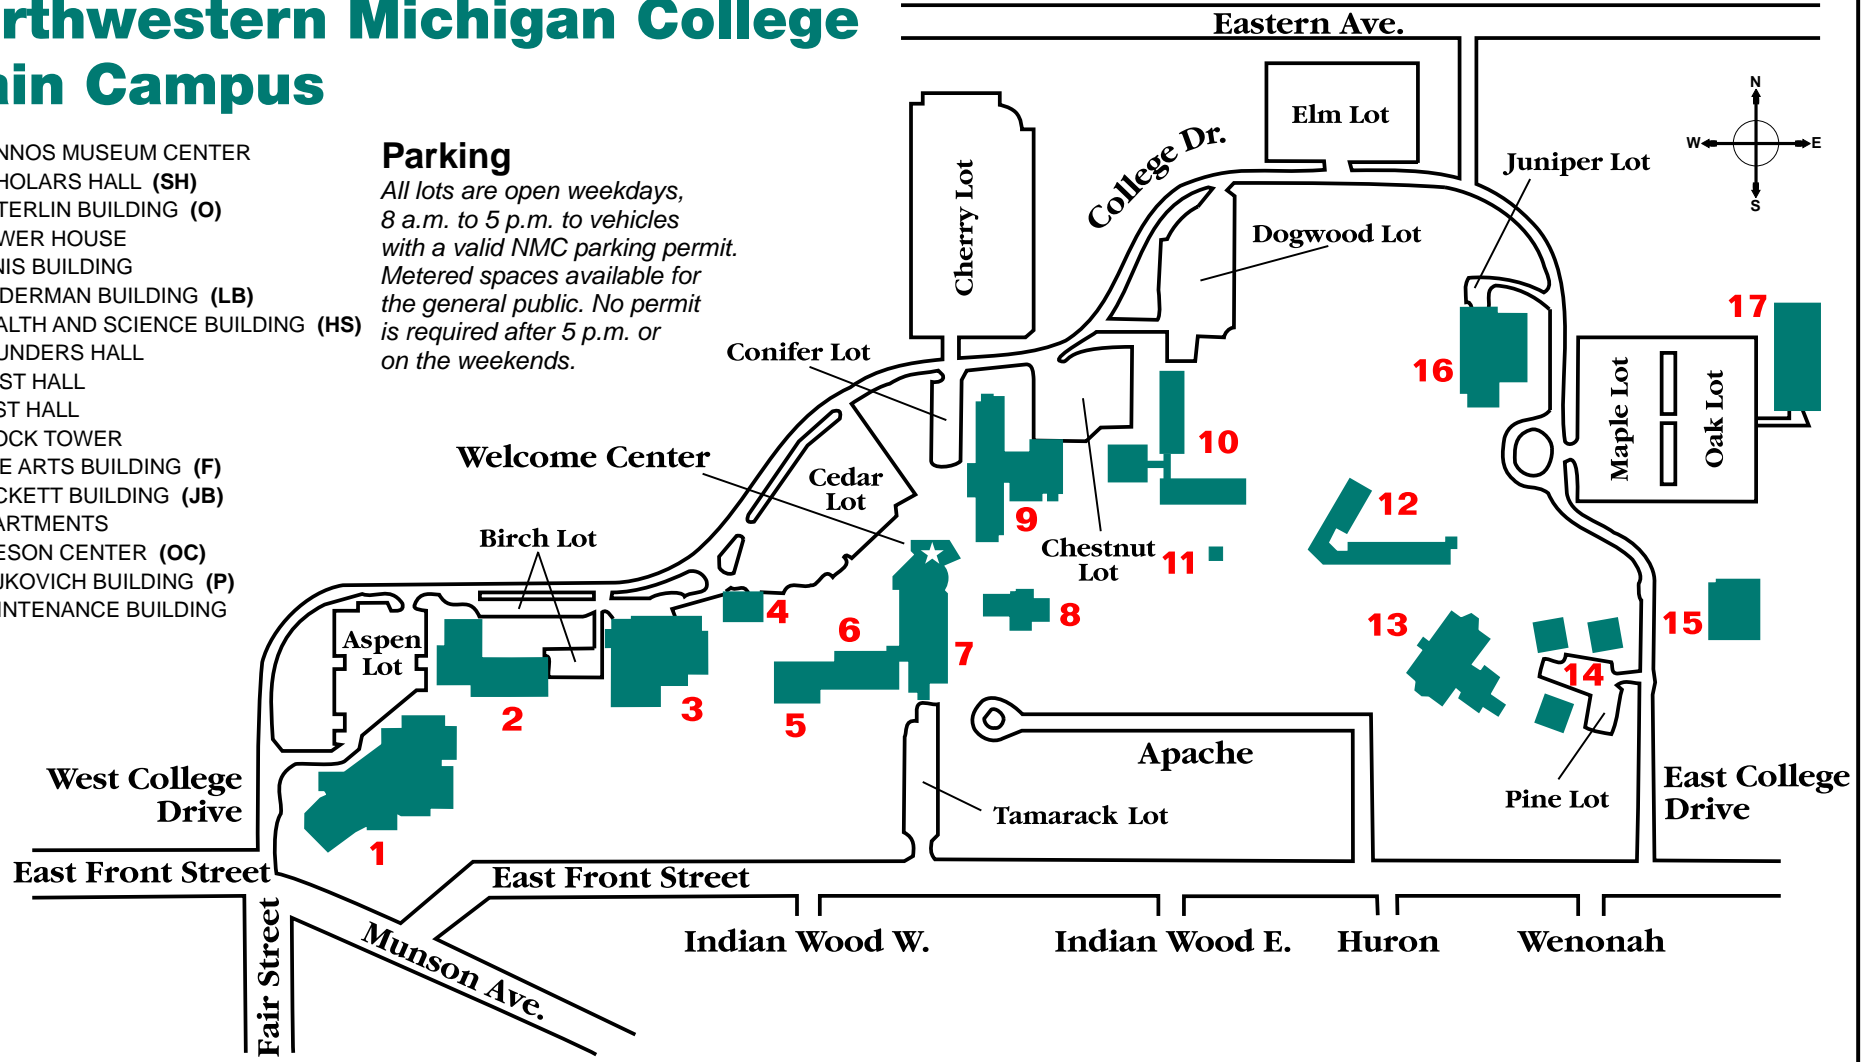 rthwestern Michigan College
in Campus
NNOS MUSEUM CENTER
HOLARS HALL (SH)
TERLIN BUILDING (O)
WER HOUSE
NIS BUILDING
DERMAN BUILDING (LB)
ALTH AND SCIENCE BUILDING (HS)
UNDERS HALL
ST HALL
ST HALL
OCK TOWER
E ARTS BUILDING (F)
CKETT BUILDING (JB)
ARTMENTS
ESON CENTER (OC)
JKOVICH BUILDING (P)
INTENANCE BUILDING
Parking
All lots are open weekdays,
8 a.m. to 5 p.m. to vehicles
with a valid NMC parking permit.
Metered spaces available for
the general public. No permit
is required after 5 p.m. or
on the weekends.
Eastern Ave.
Elm Lot
College Dr.
Cherry Lot
Juniper Lot
Dogwood Lot
N
W
E
S
17
Conifer Lot
16
Maple Lot
Oak Lot
Welcome Center
10
Cedar
Lot
12
9
Birch Lot
Chestnut
Lot
11
4
8
6
13
15
Aspen
Lot
7
14
2
3
5
Apache
West College
Drive
East College
Drive
Pine Lot
Tamarack Lot
1
East Front Street
East Front Street
Fair Street
Munson Ave.
Indian Wood W.
Indian Wood E.
Huron
Wenonah